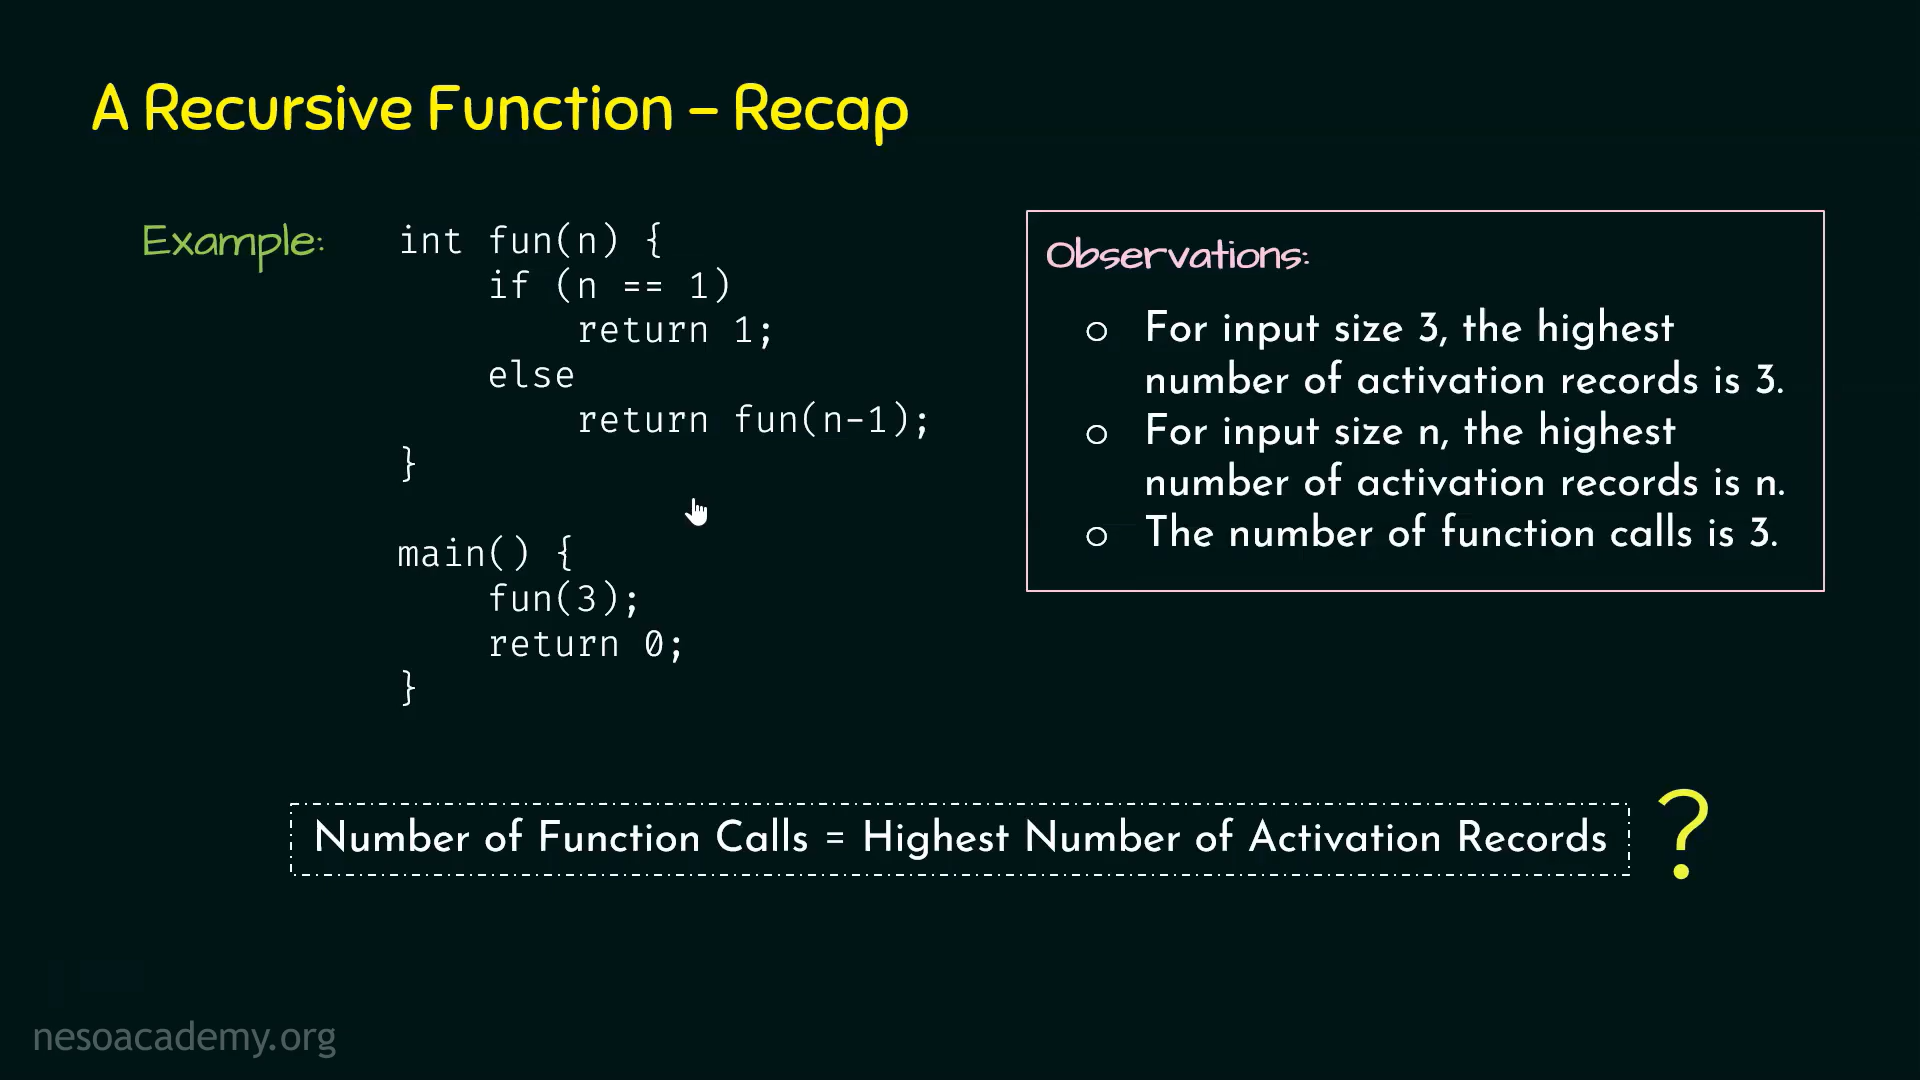 A Recursive Function – Recap
Example:
int fun(n) {
if (n == 1)
return 1;
else
return fun(n-1);
}
main() {
fun(3);
return 0;
}
Observations:
○ For input size 3, the highest
number of activation records is 3.
○ For input size n, the highest
number of activation records is n.
○ The number of function calls is 3.
Number of Function Calls = Highest Number of Activation Records ?
nesoacademy.org